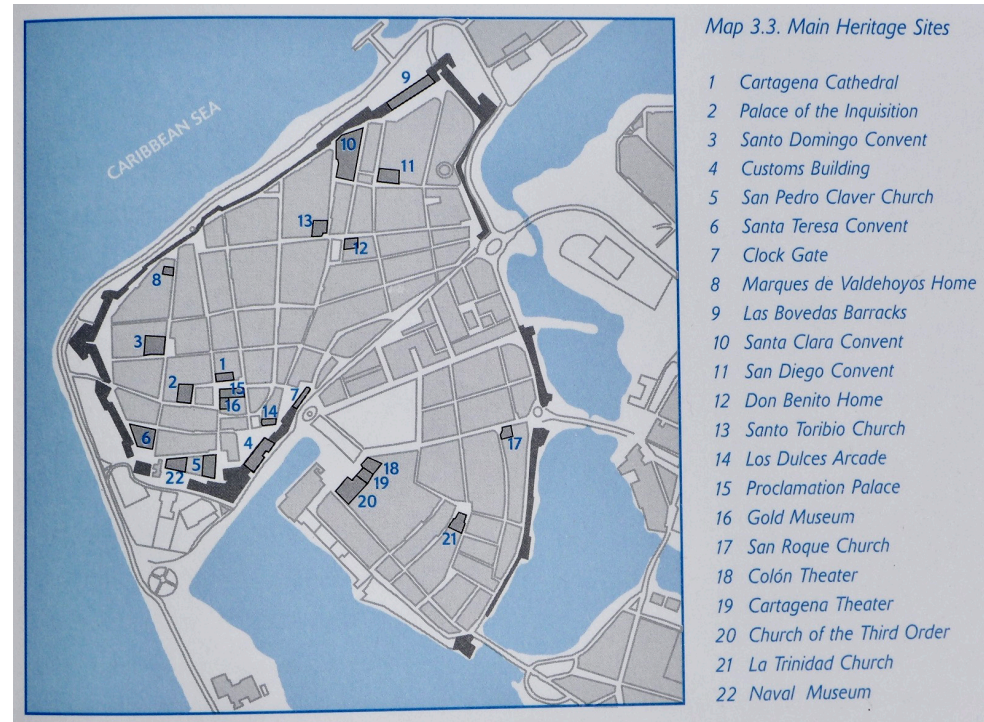 Map 3.3. Main Heritage Sites
CARIBBEAN SEA
1 Cartagena Cathedral
2 Palace of the Inquisition
3 Santo Domingo Convent
4 Customs Building
5 San Pedro Claver Church
6 Santa Teresa Convent
7 Clock Gate
8 Marques de Valdehoyos Home
9 Las Bovedas Barracks
10 Santa Clara Convent
11 San Diego Convent
12 Don Benito Home
13 Santo Toribio Church
14 Los Dulces Arcade
15 Proclamation Palace
16 Gold Museum
17 San Roque Church
18 Colón Theater
19 Cartagena Theater
20 Church of the Third Order
21 La Trinidad Church
22 Naval Museum
9
10
11
13
12
8
3
1
2
15
7
16
14
6
4
17
5
22
18
19
20
21